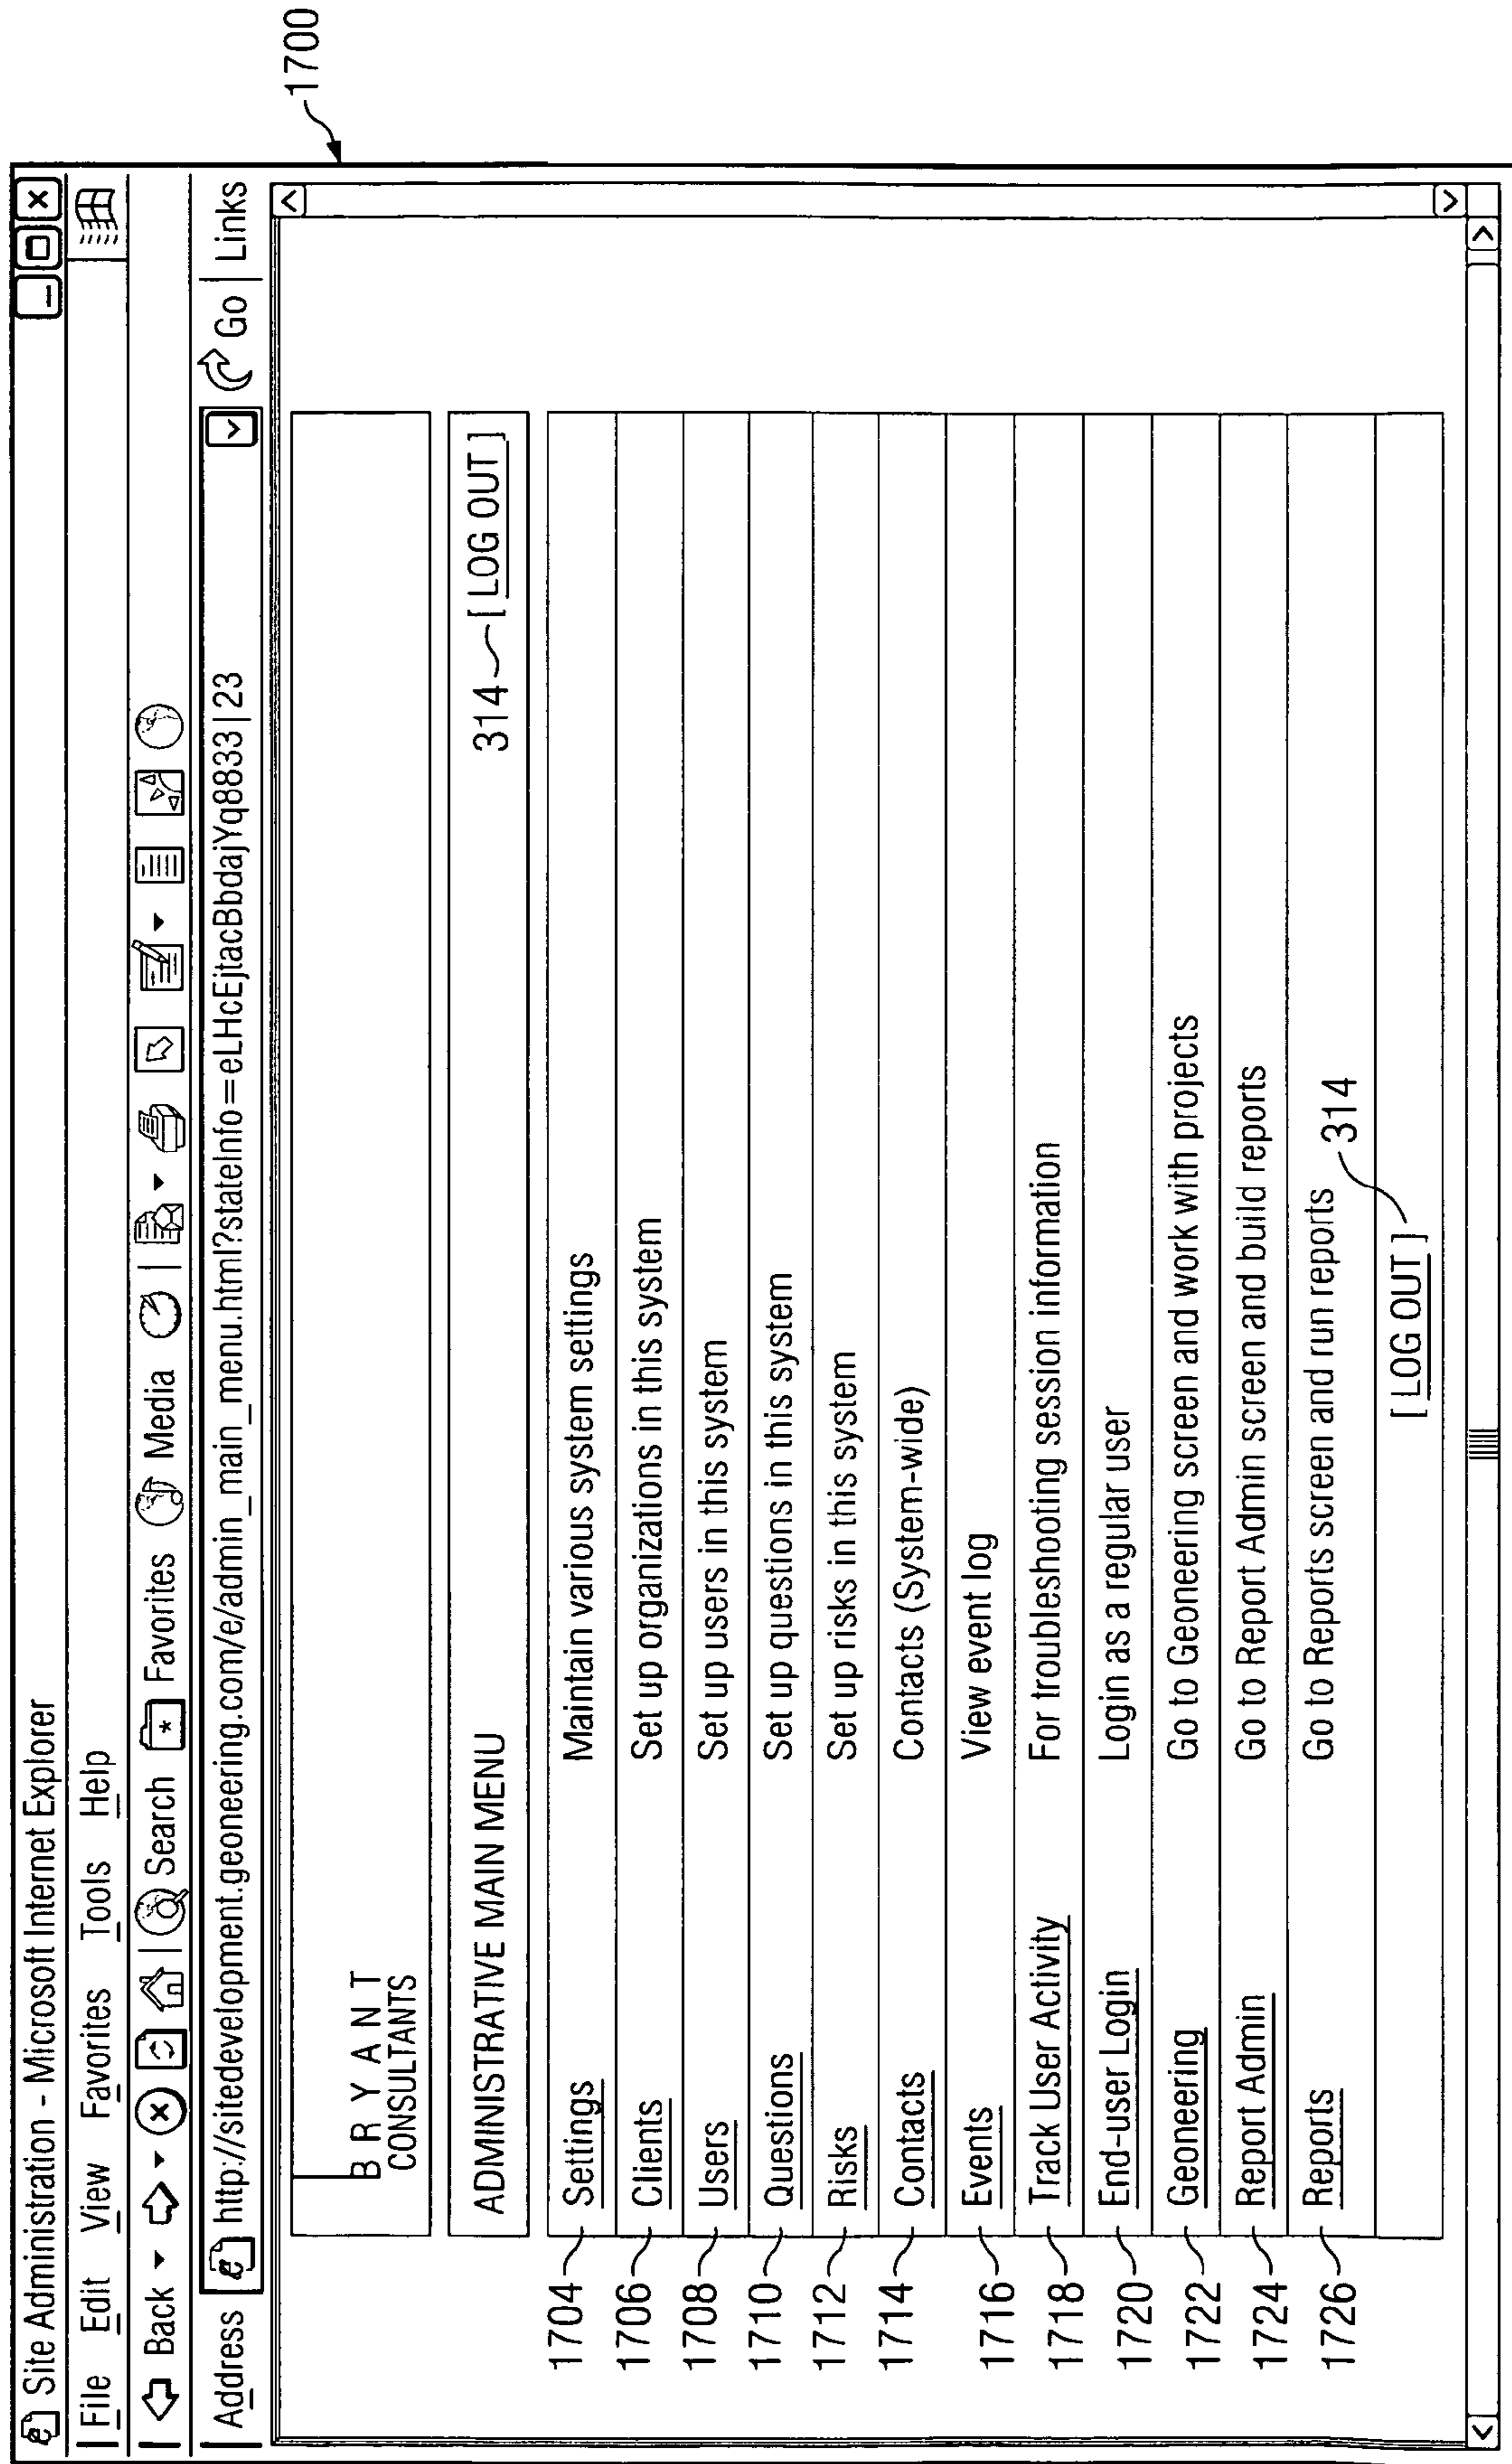 Site Administration - Microsoft Internet Explorer
File Edit View Favorites Tools Help
Back Search Favorites Media
Address http://sitedevelopment.geoneering.com/e/admin_main_menu.html?stateInfo=eLHcEjtacBbdajYq8833|23 Go Links
1700
BRYANT
CONSULTANTS
ADMINISTRATIVE MAIN MENU 314 [ LOG OUT ]
1704 Settings Maintain various system settings
1706 Clients Set up organizations in this system
1708 Users Set up users in this system
1710 Questions Set up questions in this system
1712 Risks Set up risks in this system
1714 Contacts Contacts (System-wide)
1716 Events View event log
1718 Track User Activity For troubleshooting session information
1720 End-user Login Login as a regular user
1722 Geoneering Go to Geoneering screen and work with projects
1724 Report Admin Go to Report Admin screen and build reports
1726 Reports Go to Reports screen and run reports 314
[ LOG OUT ]